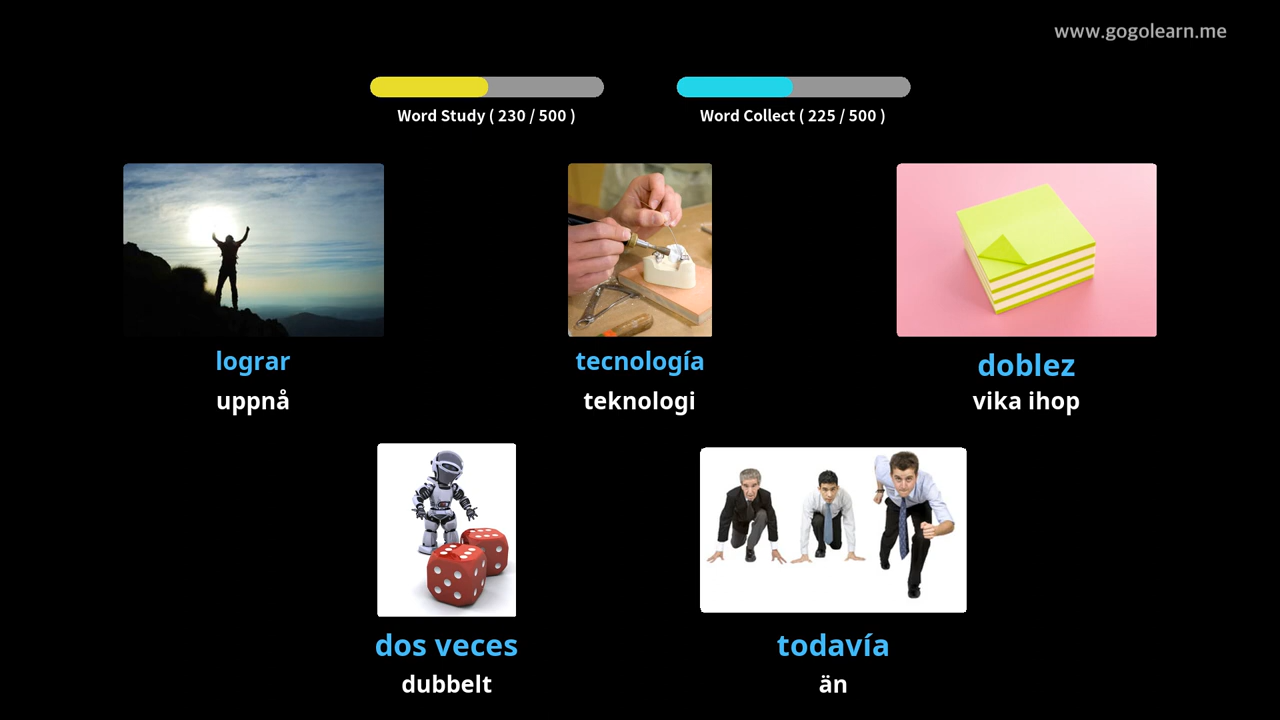 www.gogolearn.me
Word Study ( 230 / 500 )
Word Collect ( 225 / 500 )
lograr
uppnå
tecnología
teknologi
doblez
vika ihop
dos veces
dubbelt
todavía
än